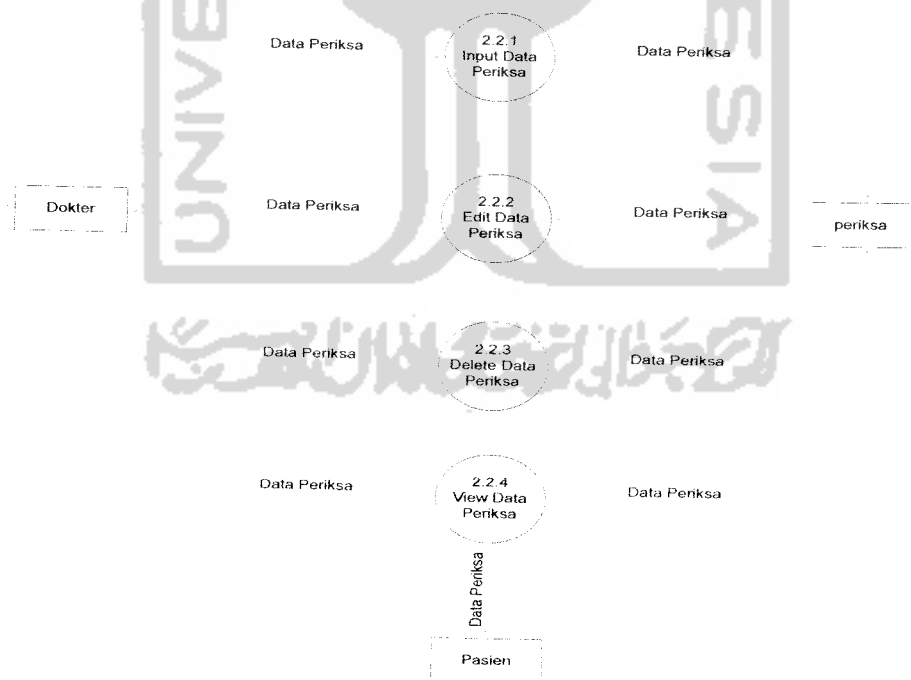 Data Periksa
2.2.1
Input Data
Periksa
Data Periksa
Dokter
Data Periksa
2.2.2
Edit Data
Periksa
Data Periksa
periksa
Data Periksa
2.2.3
Delete Data
Periksa
Data Periksa
Data Periksa
2.2.4
View Data
Periksa
Data Periksa
Data Periksa
Pasien
UNIVE
ESIA